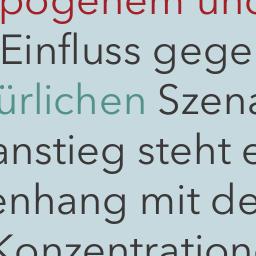 pogenem und
Einfluss gege
ürlichen Szena
anstieg steht e
enhang mit de
Konzentration